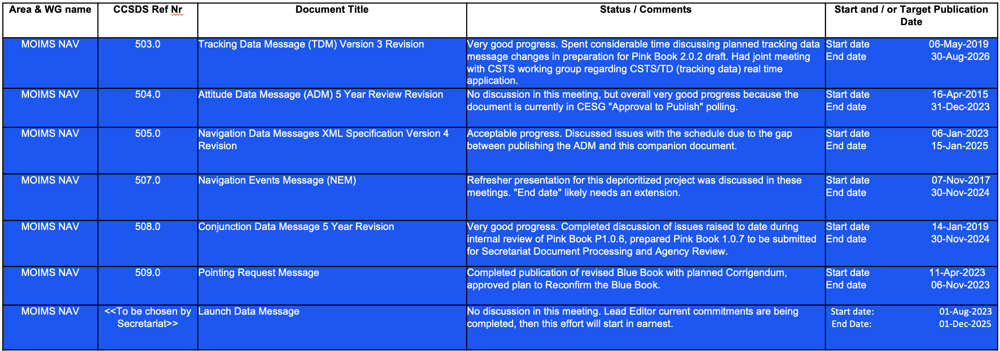 Area & WG name
CCSDS Ref Nr
Document Title
Status / Comments
Start and / or Target Publication
Date
MOIMS NAV
503.0
Tracking Data Message (TDM) Version 3 Revision
Very good progress. Spent considerable time discussing planned tracking data
message changes in preparation for Pink Book 2.0.2 draft. Had joint meeting
with CSTS working group regarding CSTS/TD (tracking data) real time
application.
Start date 06-May-2019
End date 30-Aug-2026
MOIMS NAV
504.0
Attitude Data Message (ADM) 5 Year Review Revision
No discussion in this meeting, but overall very good progress because the
document is currently in CESG "Approval to Publish" polling.
Start date 16-Apr-2015
End date 31-Dec-2023
MOIMS NAV
505.0
Navigation Data Messages XML Specification Version 4
Revision
Acceptable progress. Discussed issues with the schedule due to the gap
between publishing the ADM and this companion document.
Start date 06-Jan-2023
End date 15-Jan-2025
MOIMS NAV
507.0
Navigation Events Message (NEM)
Refresher presentation for this deprioritized project was discussed in these
meetings. "End date" likely needs an extension.
Start date 07-Nov-2017
End date 30-Nov-2024
MOIMS NAV
508.0
Conjunction Data Message 5 Year Revision
Very good progress. Completed discussion of issues raised to date during
internal review of Pink Book P1.0.6, prepared Pink Book 1.0.7 to be submitted
for Secretariat Document Processing and Agency Review.
Start date 14-Jan-2019
End date 30-Nov-2024
MOIMS NAV
509.0
Pointing Request Message
Completed publication of revised Blue Book with planned Corrigendum,
approved plan to Reconfirm the Blue Book.
Start date 11-Apr-2023
End date 06-Nov-2023
MOIMS NAV
<<To be chosen by
Secretariat>>
Launch Data Message
No discussion in this meeting. Lead Editor current commitments are being
completed, then this effort will start in earnest.
Start date: 01-Aug-2023
End Date: 01-Dec-2025